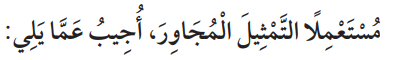 مُسْتَعْمِلًا التَّمْثِيلَ الْمُجَاوِرَ، أُجِيبُ عَمَّا يَلِي: